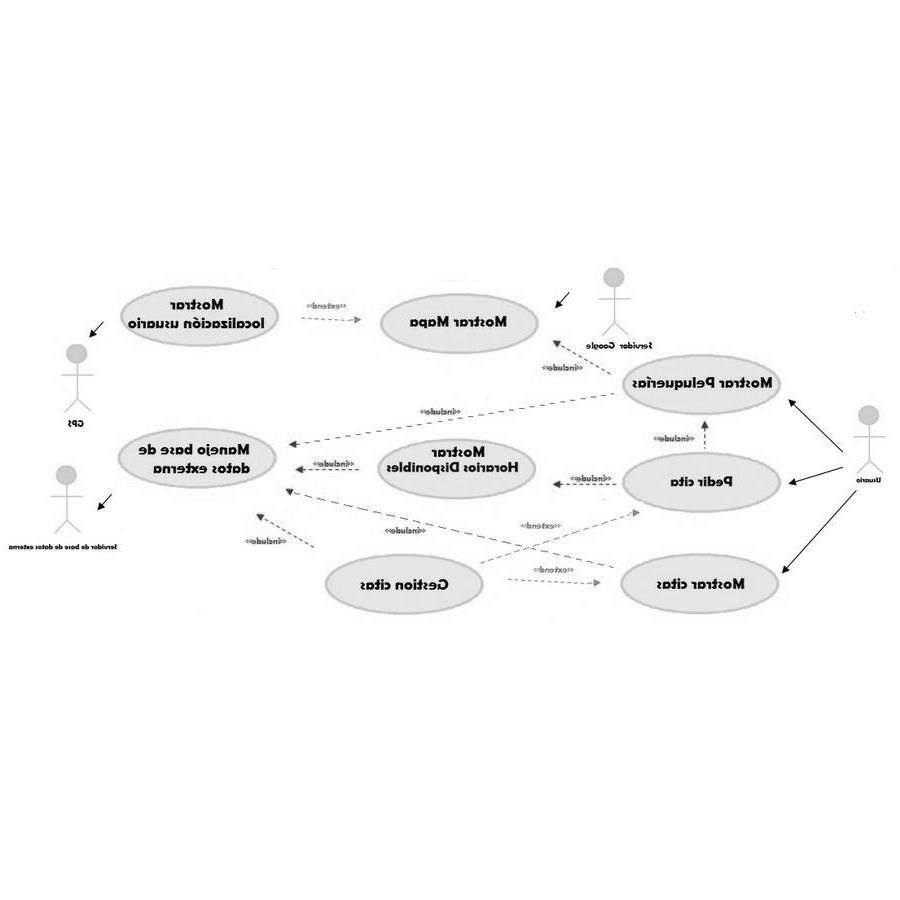 Mostrar
localización usuario
<<extend>>
Mostrar Mapa
Servidor Google
<<include>>
Mostrar Peluquerías
GPS
<<include>>
Manejo base de
datos externa
<<include>>
Mostrar
Horarios Disponibles
<<include>>
<<include>>
Pedir cita
Usuario
Servidor de base de datos externa
<<include>>
<<include>>
<<extend>>
<<extend>>
Gestion citas
Mostrar citas